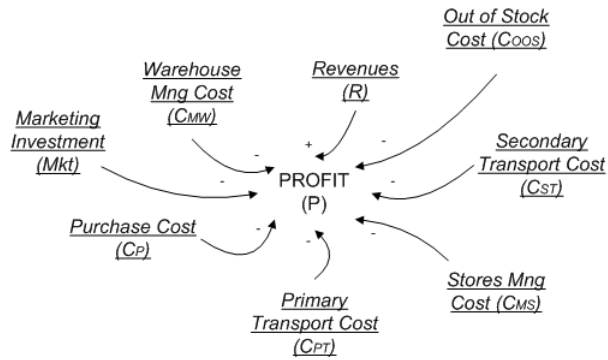 Out of Stock
Cost (COOS)
Warehouse
Mng Cost
(CMW)
Revenues
(R)
Marketing
Investment
(Mkt)
+
-
-
-
-
Secondary
Transport Cost
(CST)
PROFIT
(P)
Purchase Cost
(CP)
-
-
-
Stores Mng
Cost (CMS)
Primary
Transport Cost
(CPT)